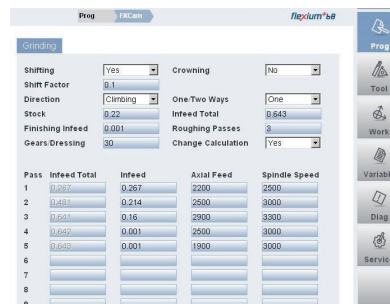 Prog FXCam flexium+68
Prog
Grinding
Shifting Yes Crowning No
Shift Factor 0.1
Tool
Direction Climbing One/Two Ways One
Stock 0.22 Infeed Total 0.643
Finishing Infeed 0.001 Roughing Passes 3
Work
Gears/Dressing 30 Change Calculation Yes
Variabl
Pass Infeed Total Infeed Axial Feed Spindle Speed
1 0.267 0.267 2200 2500
2 0.481 0.214 2500 3000
Diag
3 0.641 0.16 2900 3300
4 0.642 0.001 2500 3000
5 0.643 0.001 1900 3000
Servic
6
7
8